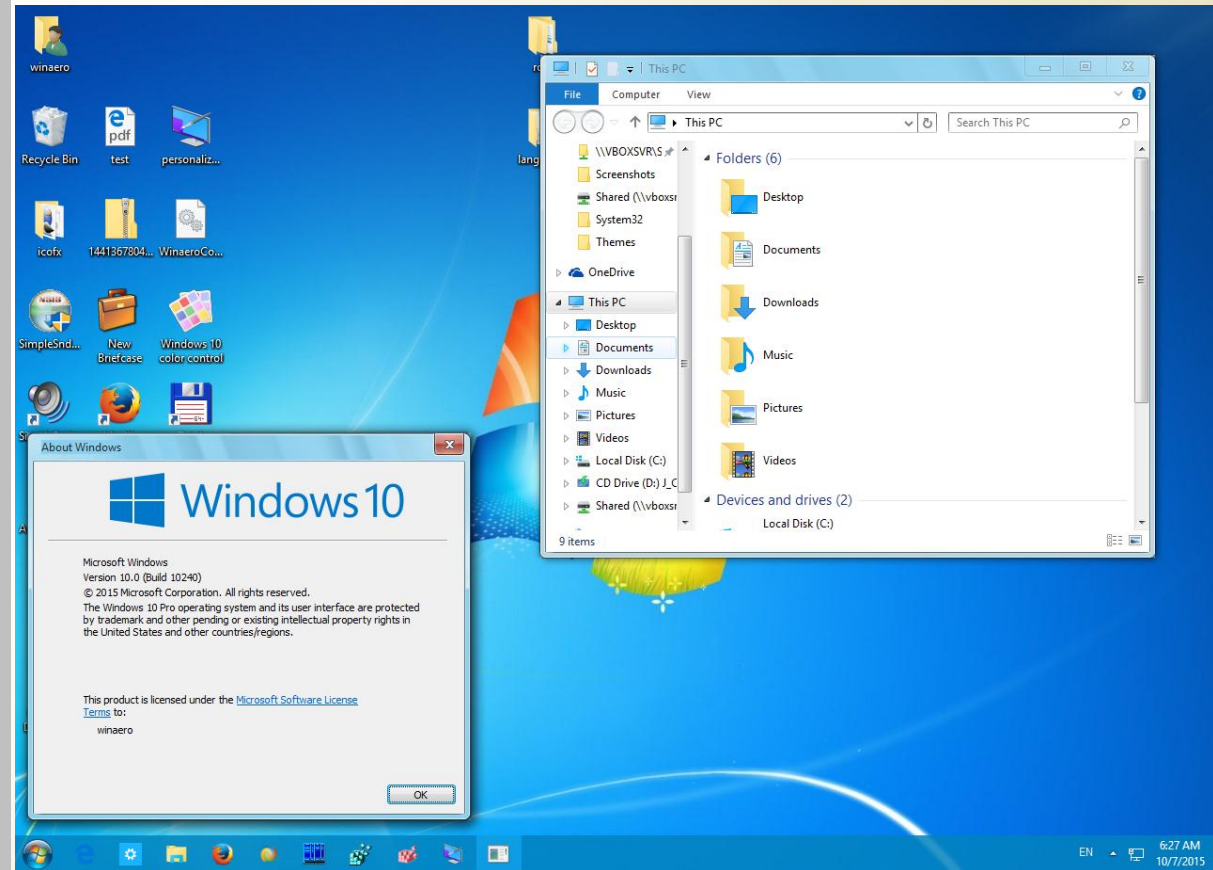 winaero
Recycle Bin
pdf
test
personaliz...
icofx
1441367804...
WinaeroCo...
NSIS
SimpleSnd...
New
Briefcase
Windows 10
color control
This PC
File
Computer
View
This PC
Search This PC
\\VBOXSVR\S
Screenshots
Shared (\\vboxsr
System32
Themes
OneDrive
This PC
Desktop
Documents
Downloads
Music
Pictures
Videos
Local Disk (C:)
CD Drive (D:) J_C
Shared (\\vboxsr
Folders (6)
Desktop
Documents
Downloads
Music
Pictures
Videos
Devices and drives (2)
Local Disk (C:)
9 items
About Windows
Windows 10
Microsoft Windows
Version 10.0 (Build 10240)
© 2015 Microsoft Corporation. All rights reserved.
The Windows 10 Pro operating system and its user interface are protected
by trademark and other pending or existing intellectual property rights in
the United States and other countries/regions.
This product is licensed under the Microsoft Software License
Terms to:
winaero
OK
EN
6:27 AM
10/7/2015